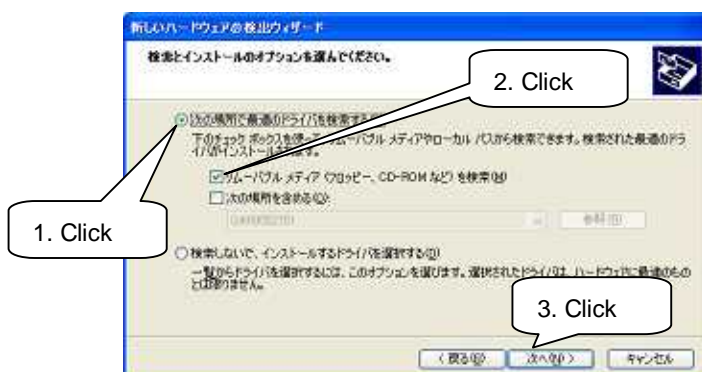 新しいハードウェアの検出ウィザード
検索とインストールのオプションを選んでください。
2. Click
次の場所で最適のドライバを検索する
下のチェック ボックスを使って、リムーバブル メディアやローカル パスから検索できます。検索された最適のドラ
イバがインストールされます。
リムーバブル メディア (フロッピー、CD-ROM など) を検索(M)
次の場所を含める(O):
参照(R)
1. Click
検索しないで、インストールするドライバを選択する(D)
一覧からドライバを選択するには、このオプションを選びます。選択されたドライバは、ハードウェアに最適のもの
とは限りません。
3. Click
< 戻る(B)
次へ(N) >
キャンセル